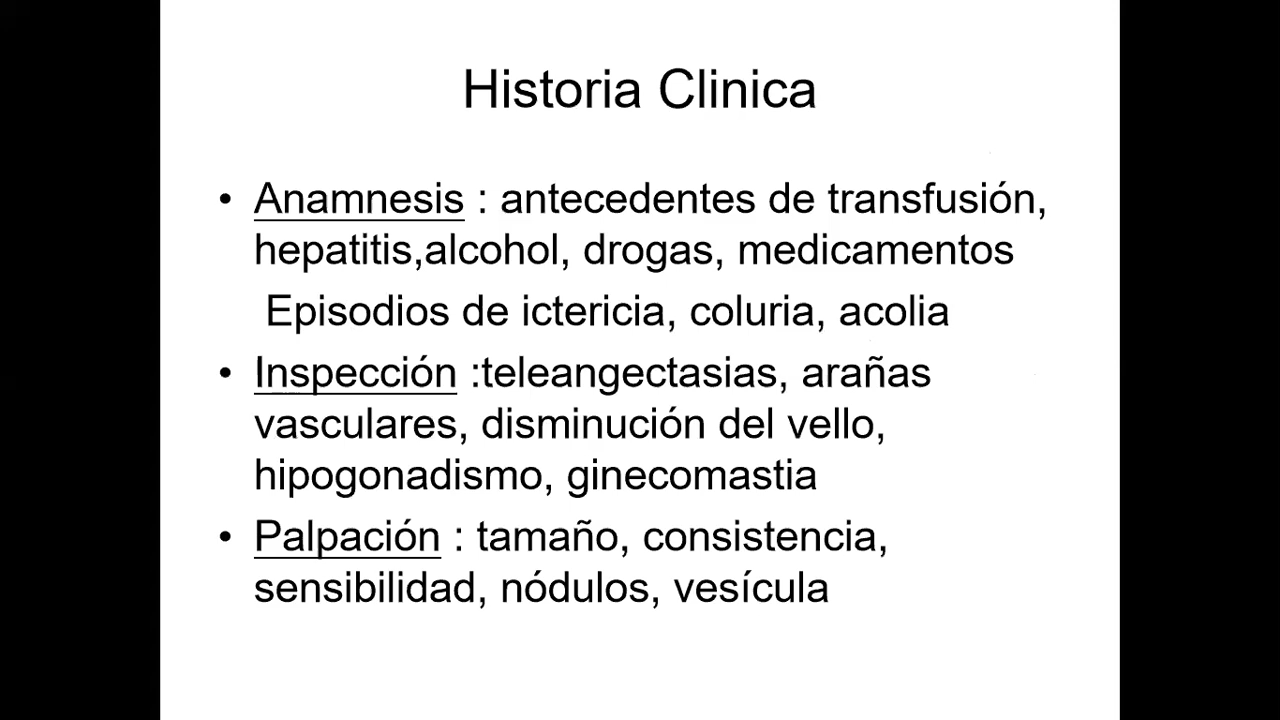 Historia Clinica
• Anamnesis : antecedentes de transfusión,
hepatitis,alcohol, drogas, medicamentos
Episodios de ictericia, coluria, acolia
• Inspección :teleangectasias, arañas
vasculares, disminución del vello,
hipogonadismo, ginecomastia
• Palpación : tamaño, consistencia,
sensibilidad, nódulos, vesícula